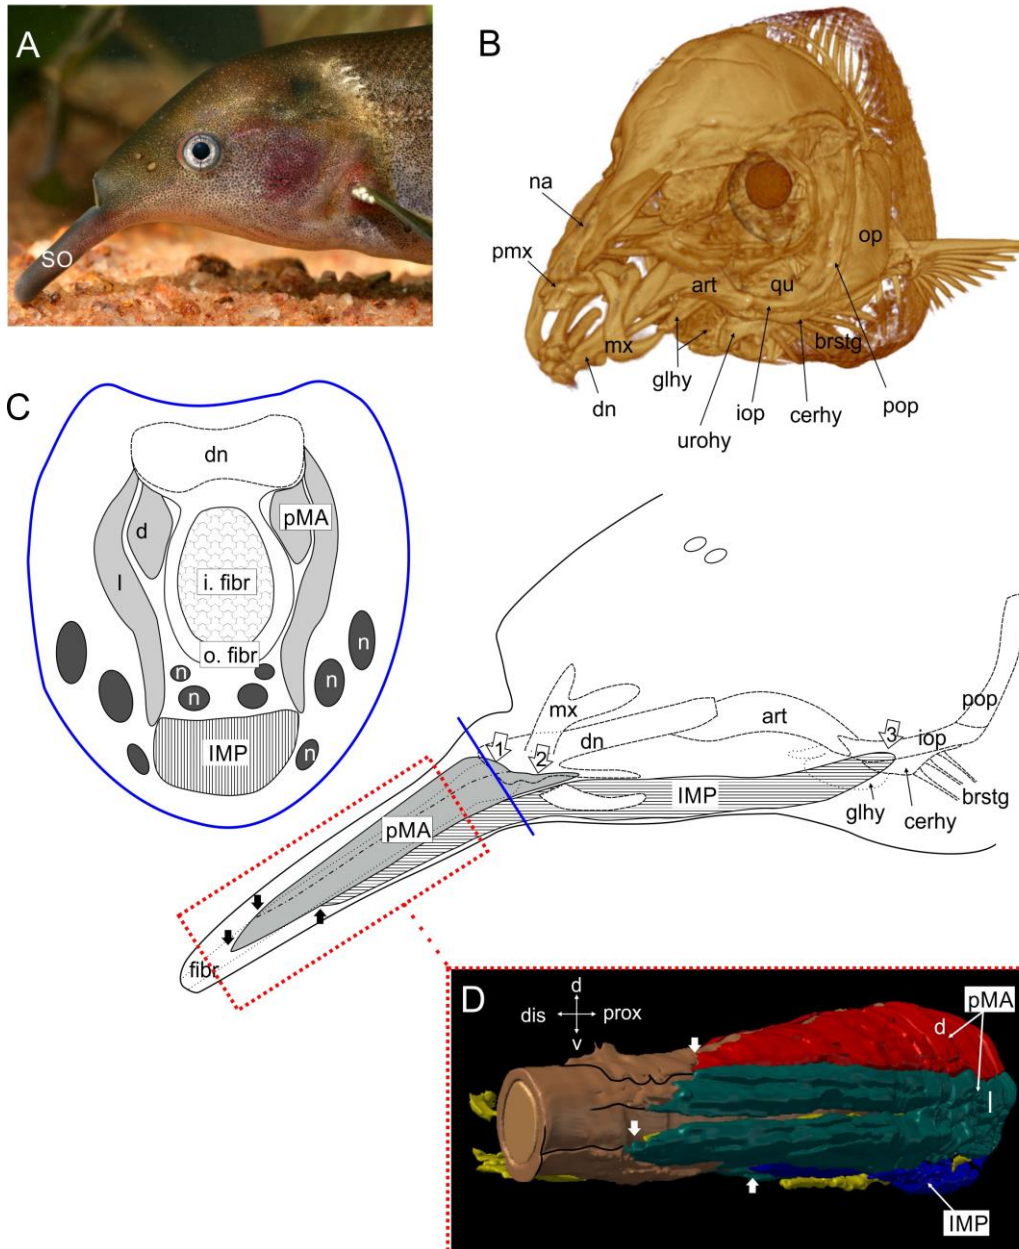 A
SO
B
na
pmx
art
qu
op
mx
glhy
brstg
dn
urohy
iop
cerhy
pop
C
dn
d
pMA
l
i. fibr
o. fibr
n
n
n
n
n
IMP
n
mx
dn
art
pop
1
2
3
iop
IMP
brstg
glhy
cerhy
pMA
fibr
D
d
dis
prox
v
pMA
d
l
IMP